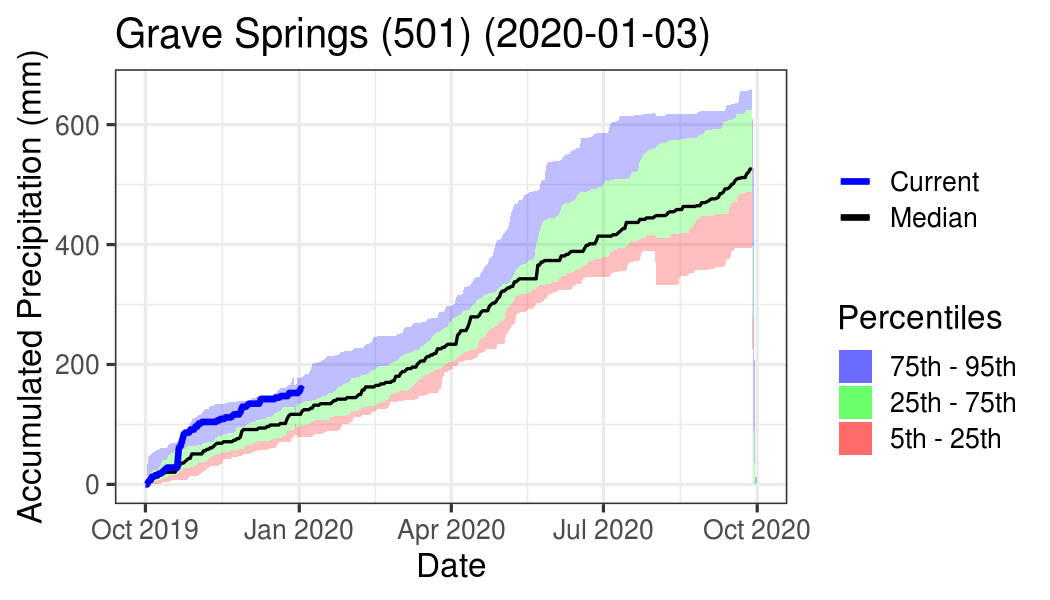 Grave Springs (501) (2020-01-03)
Accumulated Precipitation (mm)
600
400
200
0
Oct 2019
Jan 2020
Apr 2020
Jul 2020
Oct 2020
Date
Current
Median
Percentiles
75th - 95th
25th - 75th
5th - 25th